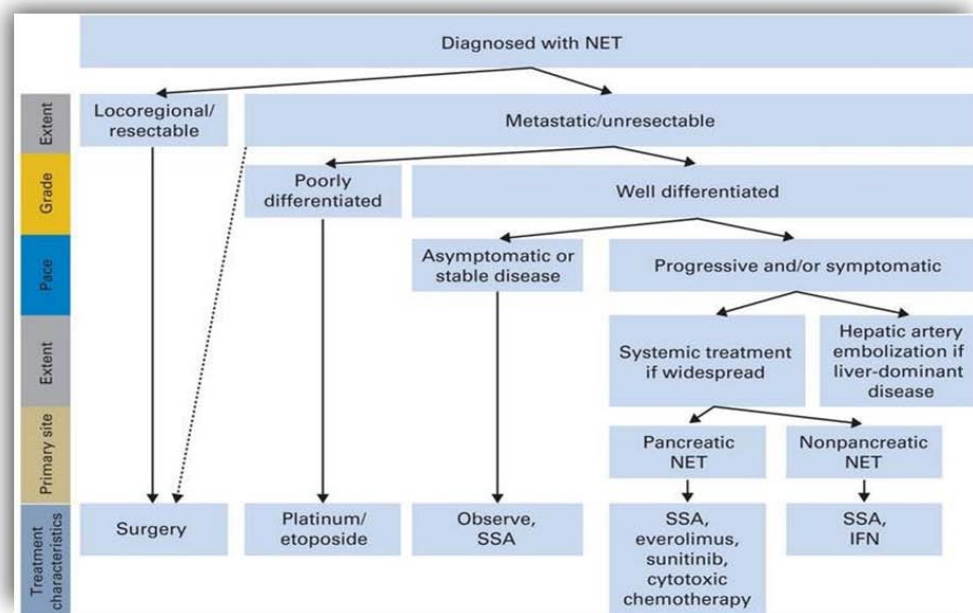 Diagnosed with NET
Extent
Locoregional/
resectable
Metastatic/unresectable
Grade
Poorly
differentiated
Well differentiated
Pace
Asymptomatic or
stable disease
Progressive and/or symptomatic
Extent
Systemic treatment
if widespread
Hepatic artery
embolization if
liver-dominant
disease
Primary site
Pancreatic
NET
Nonpancreatic
NET
Treatment
characteristics
Surgery
Platinum/
etoposide
Observe,
SSA
SSA,
everolimus,
sunitinib,
cytotoxic
chemotherapy
SSA,
IFN